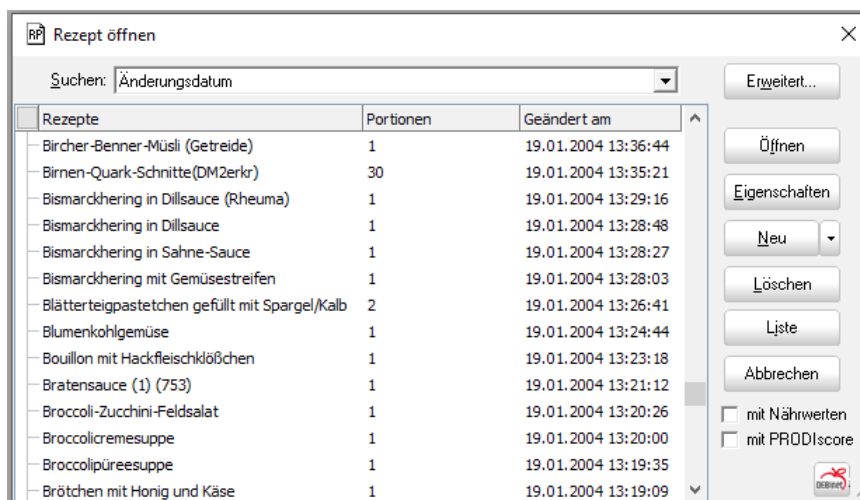 RP Rezept öffnen
Suchen: Änderungsdatum
Erweitert...
Rezepte Portionen Geändert am
Bircher-Benner-Müsli (Getreide) 1 19.01.2004 13:36:44
Birnen-Quark-Schnitte(DM2erkr) 30 19.01.2004 13:35:21
Bismarckhering in Dillsauce (Rheuma) 1 19.01.2004 13:29:16
Bismarckhering in Dillsauce 1 19.01.2004 13:28:48
Bismarckhering in Sahne-Sauce 1 19.01.2004 13:28:27
Bismarckhering mit Gemüsestreifen 1 19.01.2004 13:28:03
Blätterteigpastetchen gefüllt mit Spargel/Kalb 2 19.01.2004 13:26:41
Blumenkohlgemüse 1 19.01.2004 13:24:44
Bouillon mit Hackfleischklößchen 1 19.01.2004 13:23:18
Bratensauce (1) (753) 1 19.01.2004 13:21:12
Broccoli-Zucchini-Feldsalat 1 19.01.2004 13:20:26
Broccolicremesuppe 1 19.01.2004 13:20:00
Broccolipüreesuppe 1 19.01.2004 13:19:35
Brötchen mit Honig und Käse 1 19.01.2004 13:19:09
Öffnen
Eigenschaften
Neu
Löschen
Liste
Abbrechen
mit Nährwerten
mit PRODIscore
DEBInet